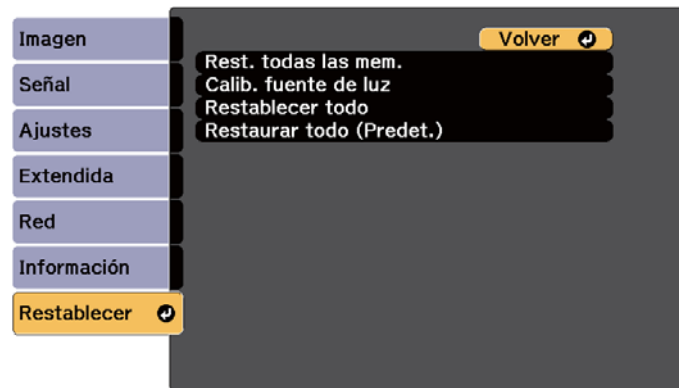 Imagen
Señal
Ajustes
Extendida
Red
Información
Restablecer
Volver
Rest. todas las mem.
Calib. fuente de luz
Restablecer todo
Restaurar todo (Predet.)